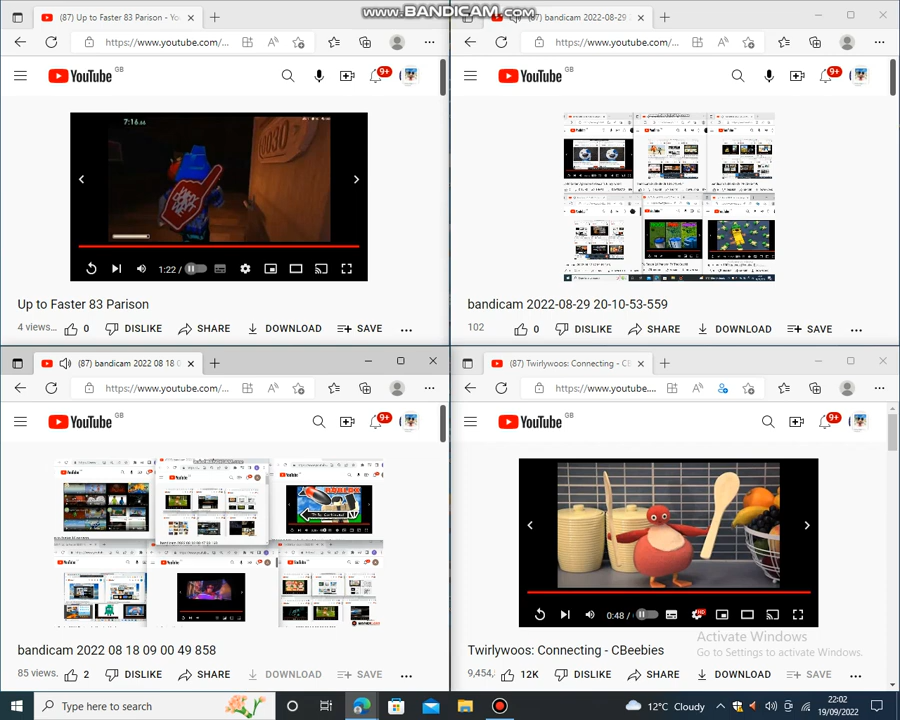 www.BANDICAM.com
(87) Up to Faster 83 Parison - Yo
https://www.youtube.com/...
YouTube GB
9+
7:16.66
0030
1:22 /
Up to Faster 83 Parison
4 views...
0
DISLIKE
SHARE
DOWNLOAD
SAVE
(87) bandicam 2022-08-29
https://www.youtube.com/...
YouTube GB
9+
bandicam 2022-08-29 20-10-53-559
102
0
DISLIKE
SHARE
DOWNLOAD
SAVE
(87) bandicam 2022 08 18 0
https://www.youtube.com/...
YouTube GB
9+
bandicam 2022 08 18 09 00 49 858
85 views.
2
DISLIKE
SHARE
DOWNLOAD
SAVE
(87) Twirlywoos: Connecting - CBe
https://www.youtube....
YouTube GB
9+
0:48 /
HD
Twirlywoos: Connecting - CBeebies
9,454,
12K
DISLIKE
SHARE
DOWNLOAD
SAVE
Activate Windows
Go to Settings to activate Windows.
Type here to search
12°C Cloudy
22:02
19/09/2022